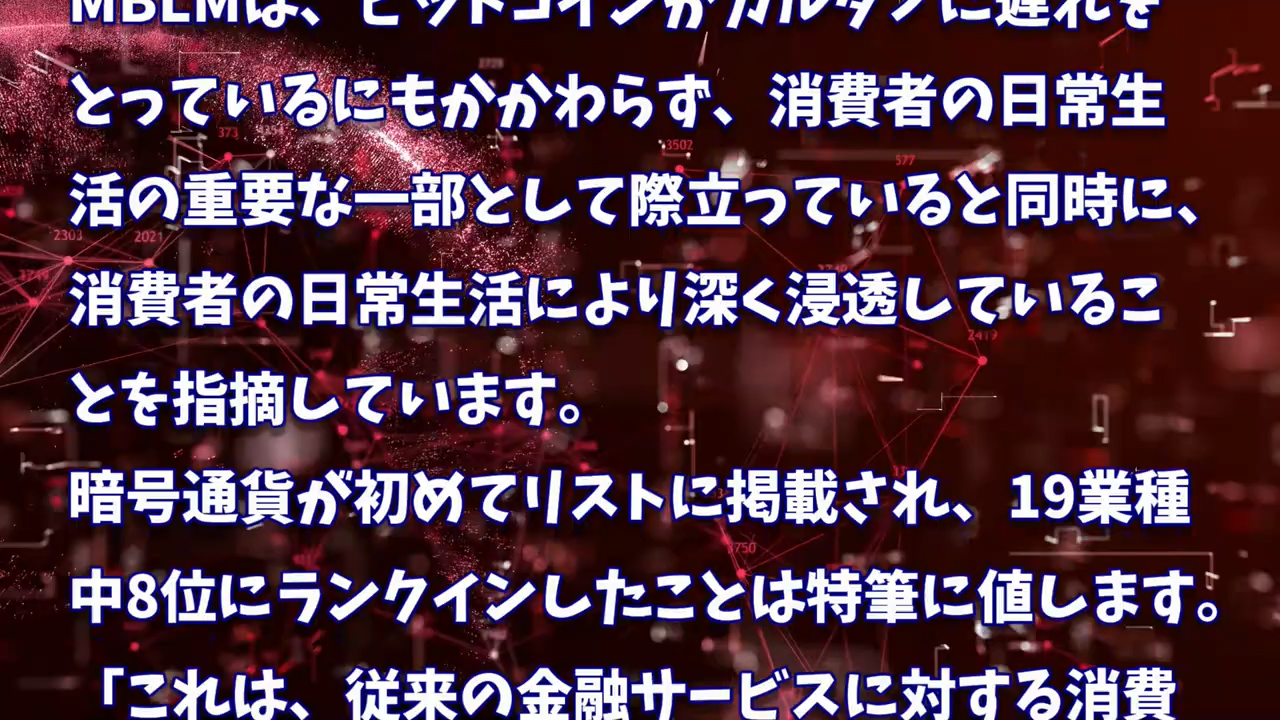 MBLMは、ビットコインがカルダノに遅れを
とっているにもかかわらず、消費者の日常生
活の重要な一部として際立っていると同時に、
消費者の日常生活により深く浸透しているこ
とを指摘しています。
暗号通貨が初めてリストに掲載され、19業種
中8位にランクインしたことは特筆に値します。
「これは、従来の金融サービスに対する消費
373
3502
577
2303
2021
2419
3750